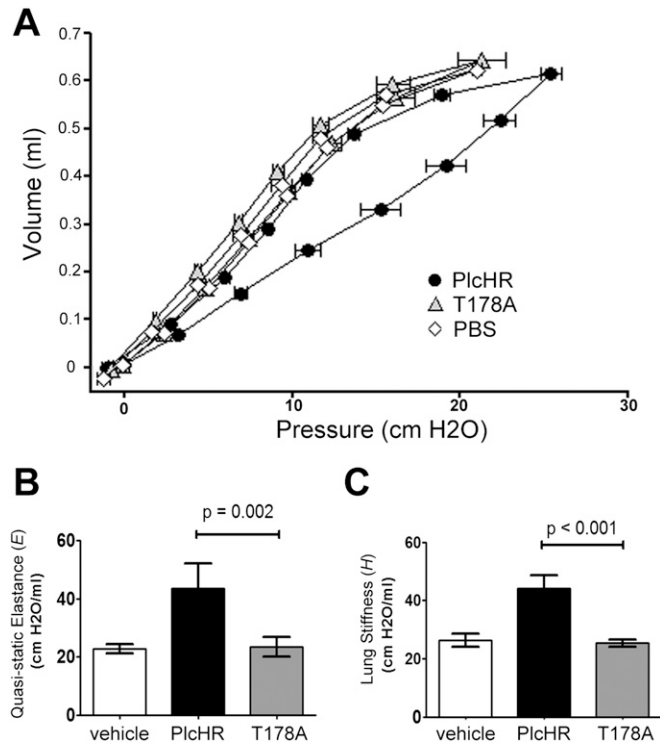 A
Volume (ml)
0.7
0.6
0.5
0.4
0.3
0.2
0.1
0
0 10 20 30
Pressure (cm H2O)
PlcHR
T178A
PBS
B
Quasi-static Elastance (E)
(cm H2O/ml)
p = 0.002
60
40
20
0
vehicle PlcHR T178A
C
Lung Stiffness (H)
(cm H2O/ml)
p < 0.001
60
40
20
0
vehicle PlcHR T178A